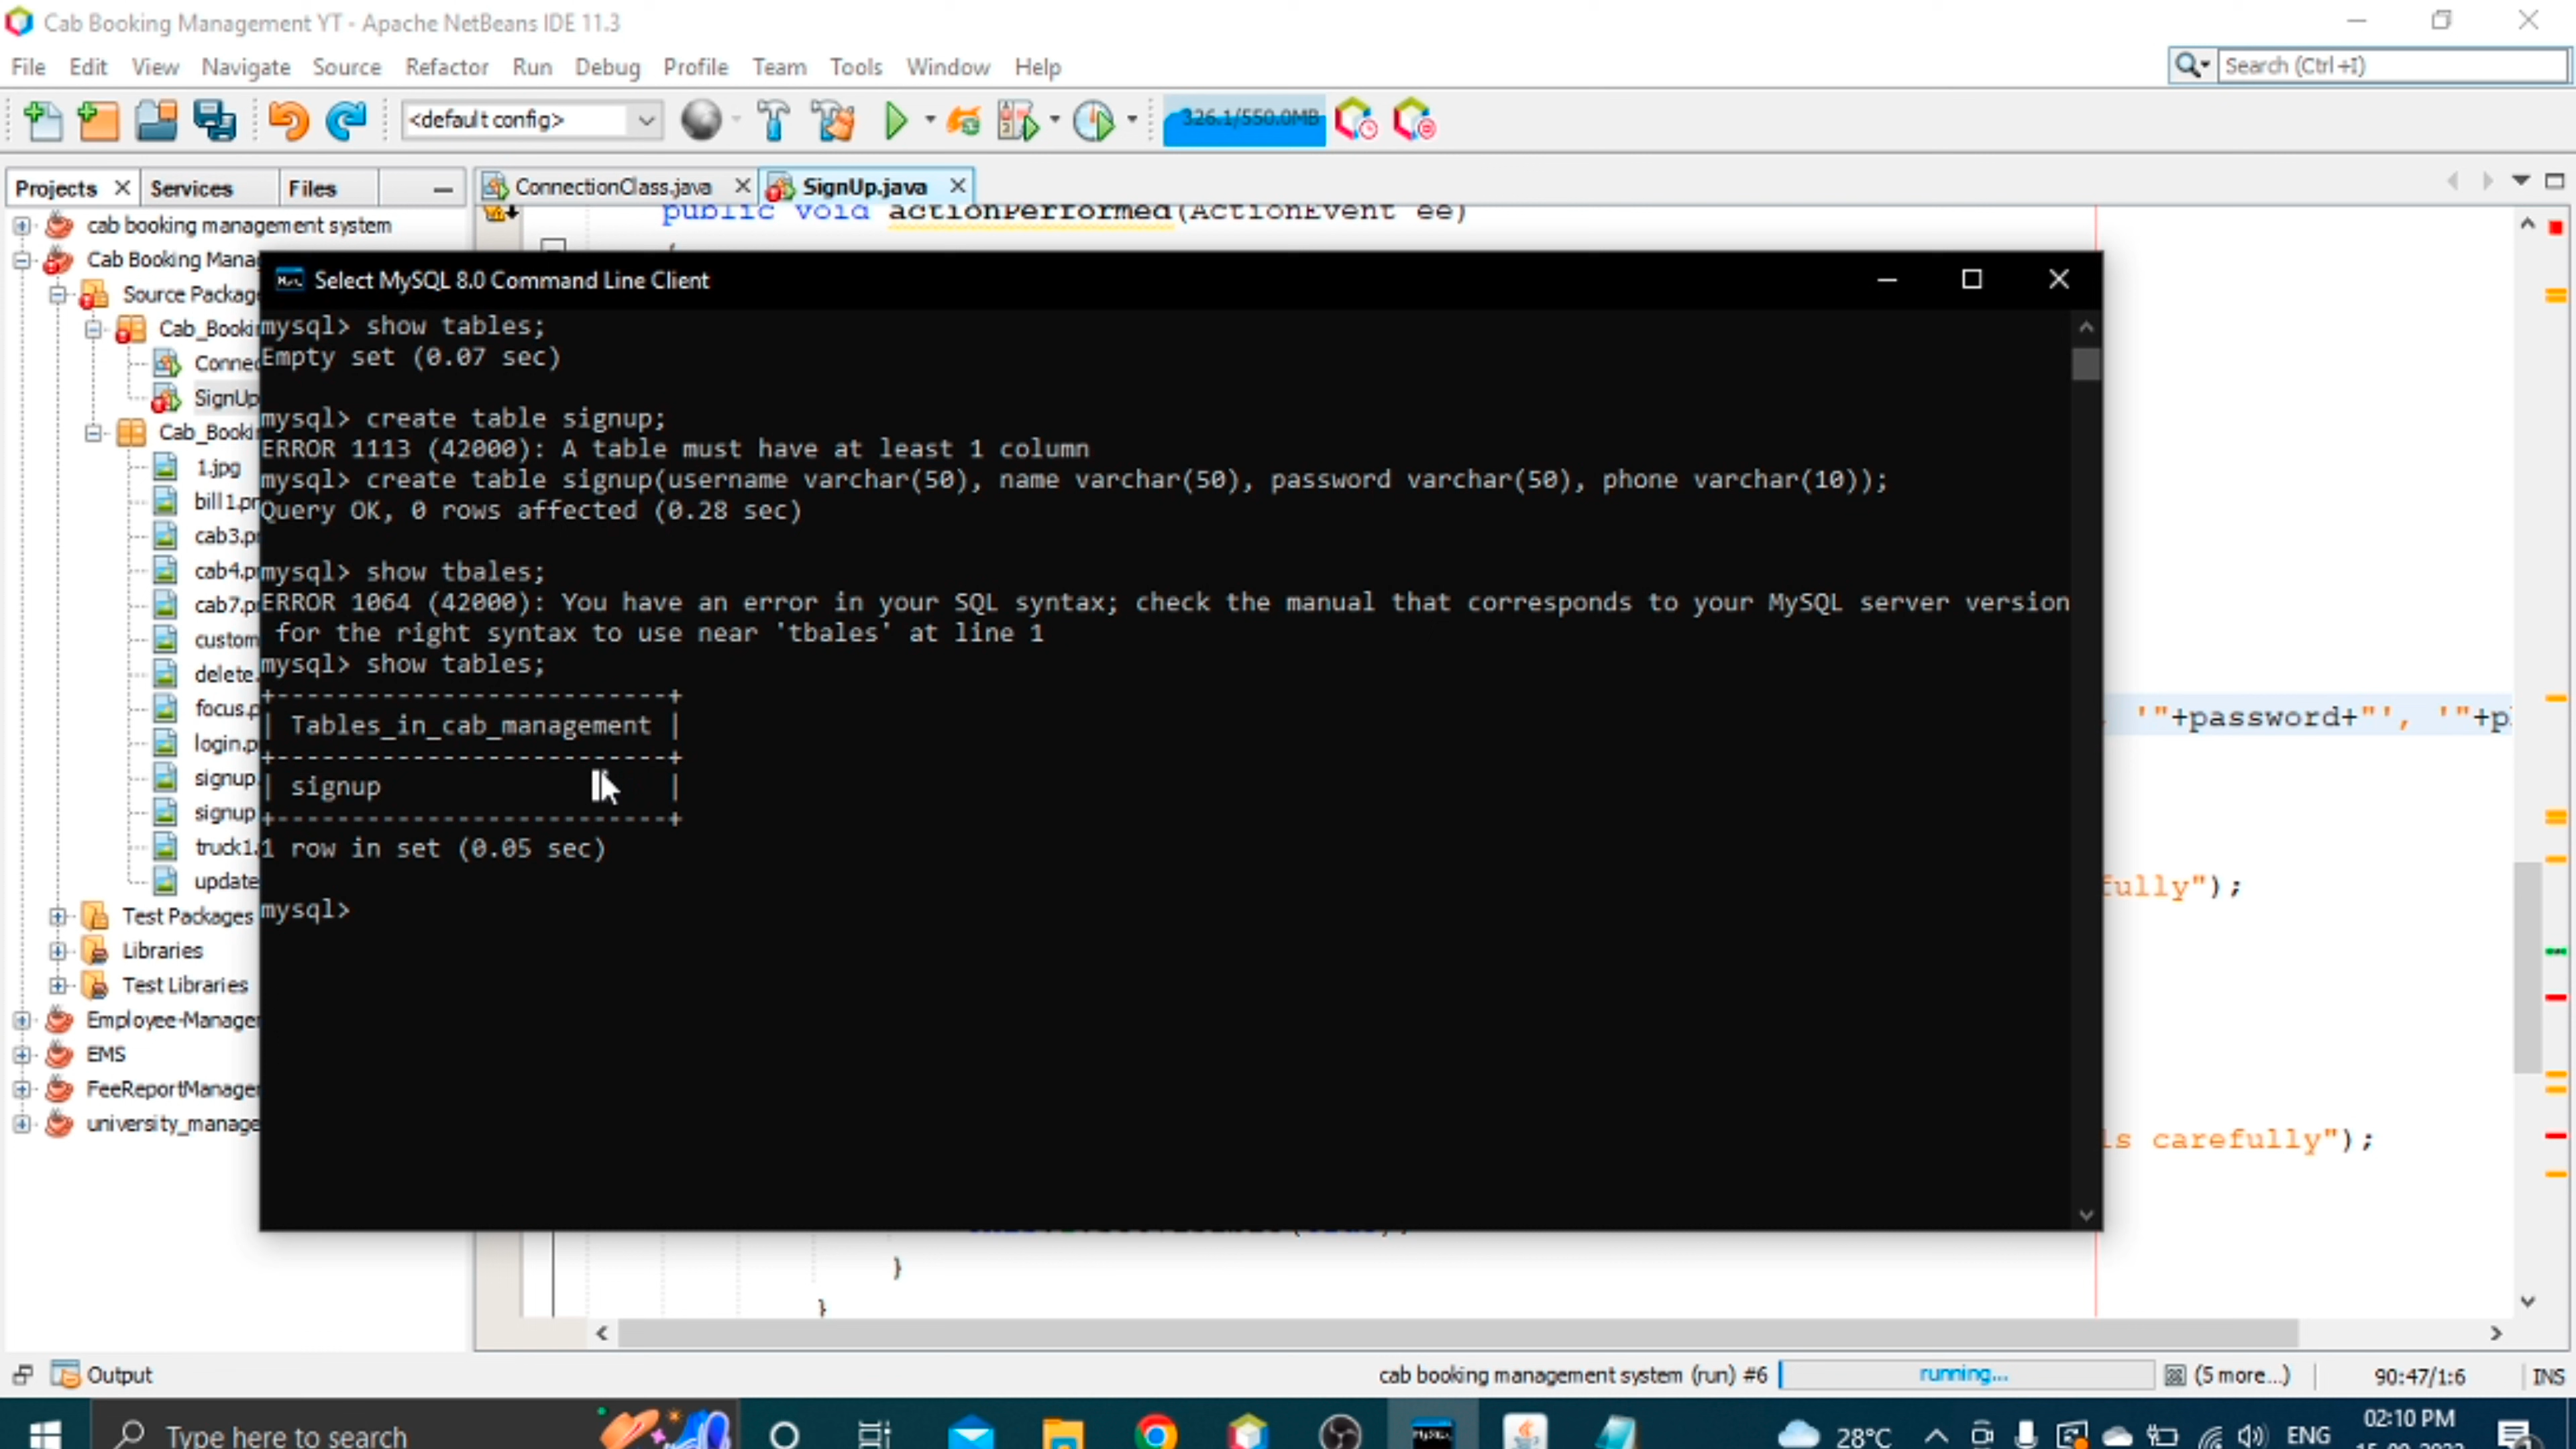 Cab Booking Management YT - Apache NetBeans IDE 11.3
File Edit View Navigate Source Refactor Run Debug Profile Team Tools Window Help
Search (Ctrl+I)
<default config>
326.1/550.0MB
Projects Services Files
ConnectionClass.java SignUp.java
public void actionPerformed(ActionEvent ee)
cab booking management system
Cab Booking Mana
Source Packag
Cab_Booki
Connec
SignUp
Cab_Booki
1.jpg
bill1.pr
cab3.p
cab4.p
cab7.p
custom
delete.
focus.p
login.p
signup
signup
truck1.
update
Test Packages
Libraries
Test Libraries
Employee-Manager
EMS
FeeReportManager
university_manage
Select MySQL 8.0 Command Line Client
mysql> show tables;
Empty set (0.07 sec)
mysql> create table signup;
ERROR 1113 (42000): A table must have at least 1 column
mysql> create table signup(username varchar(50), name varchar(50), password varchar(50), phone varchar(10));
Query OK, 0 rows affected (0.28 sec)
mysql> show tbales;
ERROR 1064 (42000): You have an error in your SQL syntax; check the manual that corresponds to your MySQL server version
for the right syntax to use near 'tbales' at line 1
mysql> show tables;
+--------------------------+
| Tables_in_cab_management |
+--------------------------+
| signup                   |
+--------------------------+
1 row in set (0.05 sec)
mysql>
'"+password+"', '"+p
fully");
ls carefully");
}
}
Output
cab booking management system (run) #6 running... (5 more...) 90:47/1:6 INS
Type here to search
28°C ENG 02:10 PM